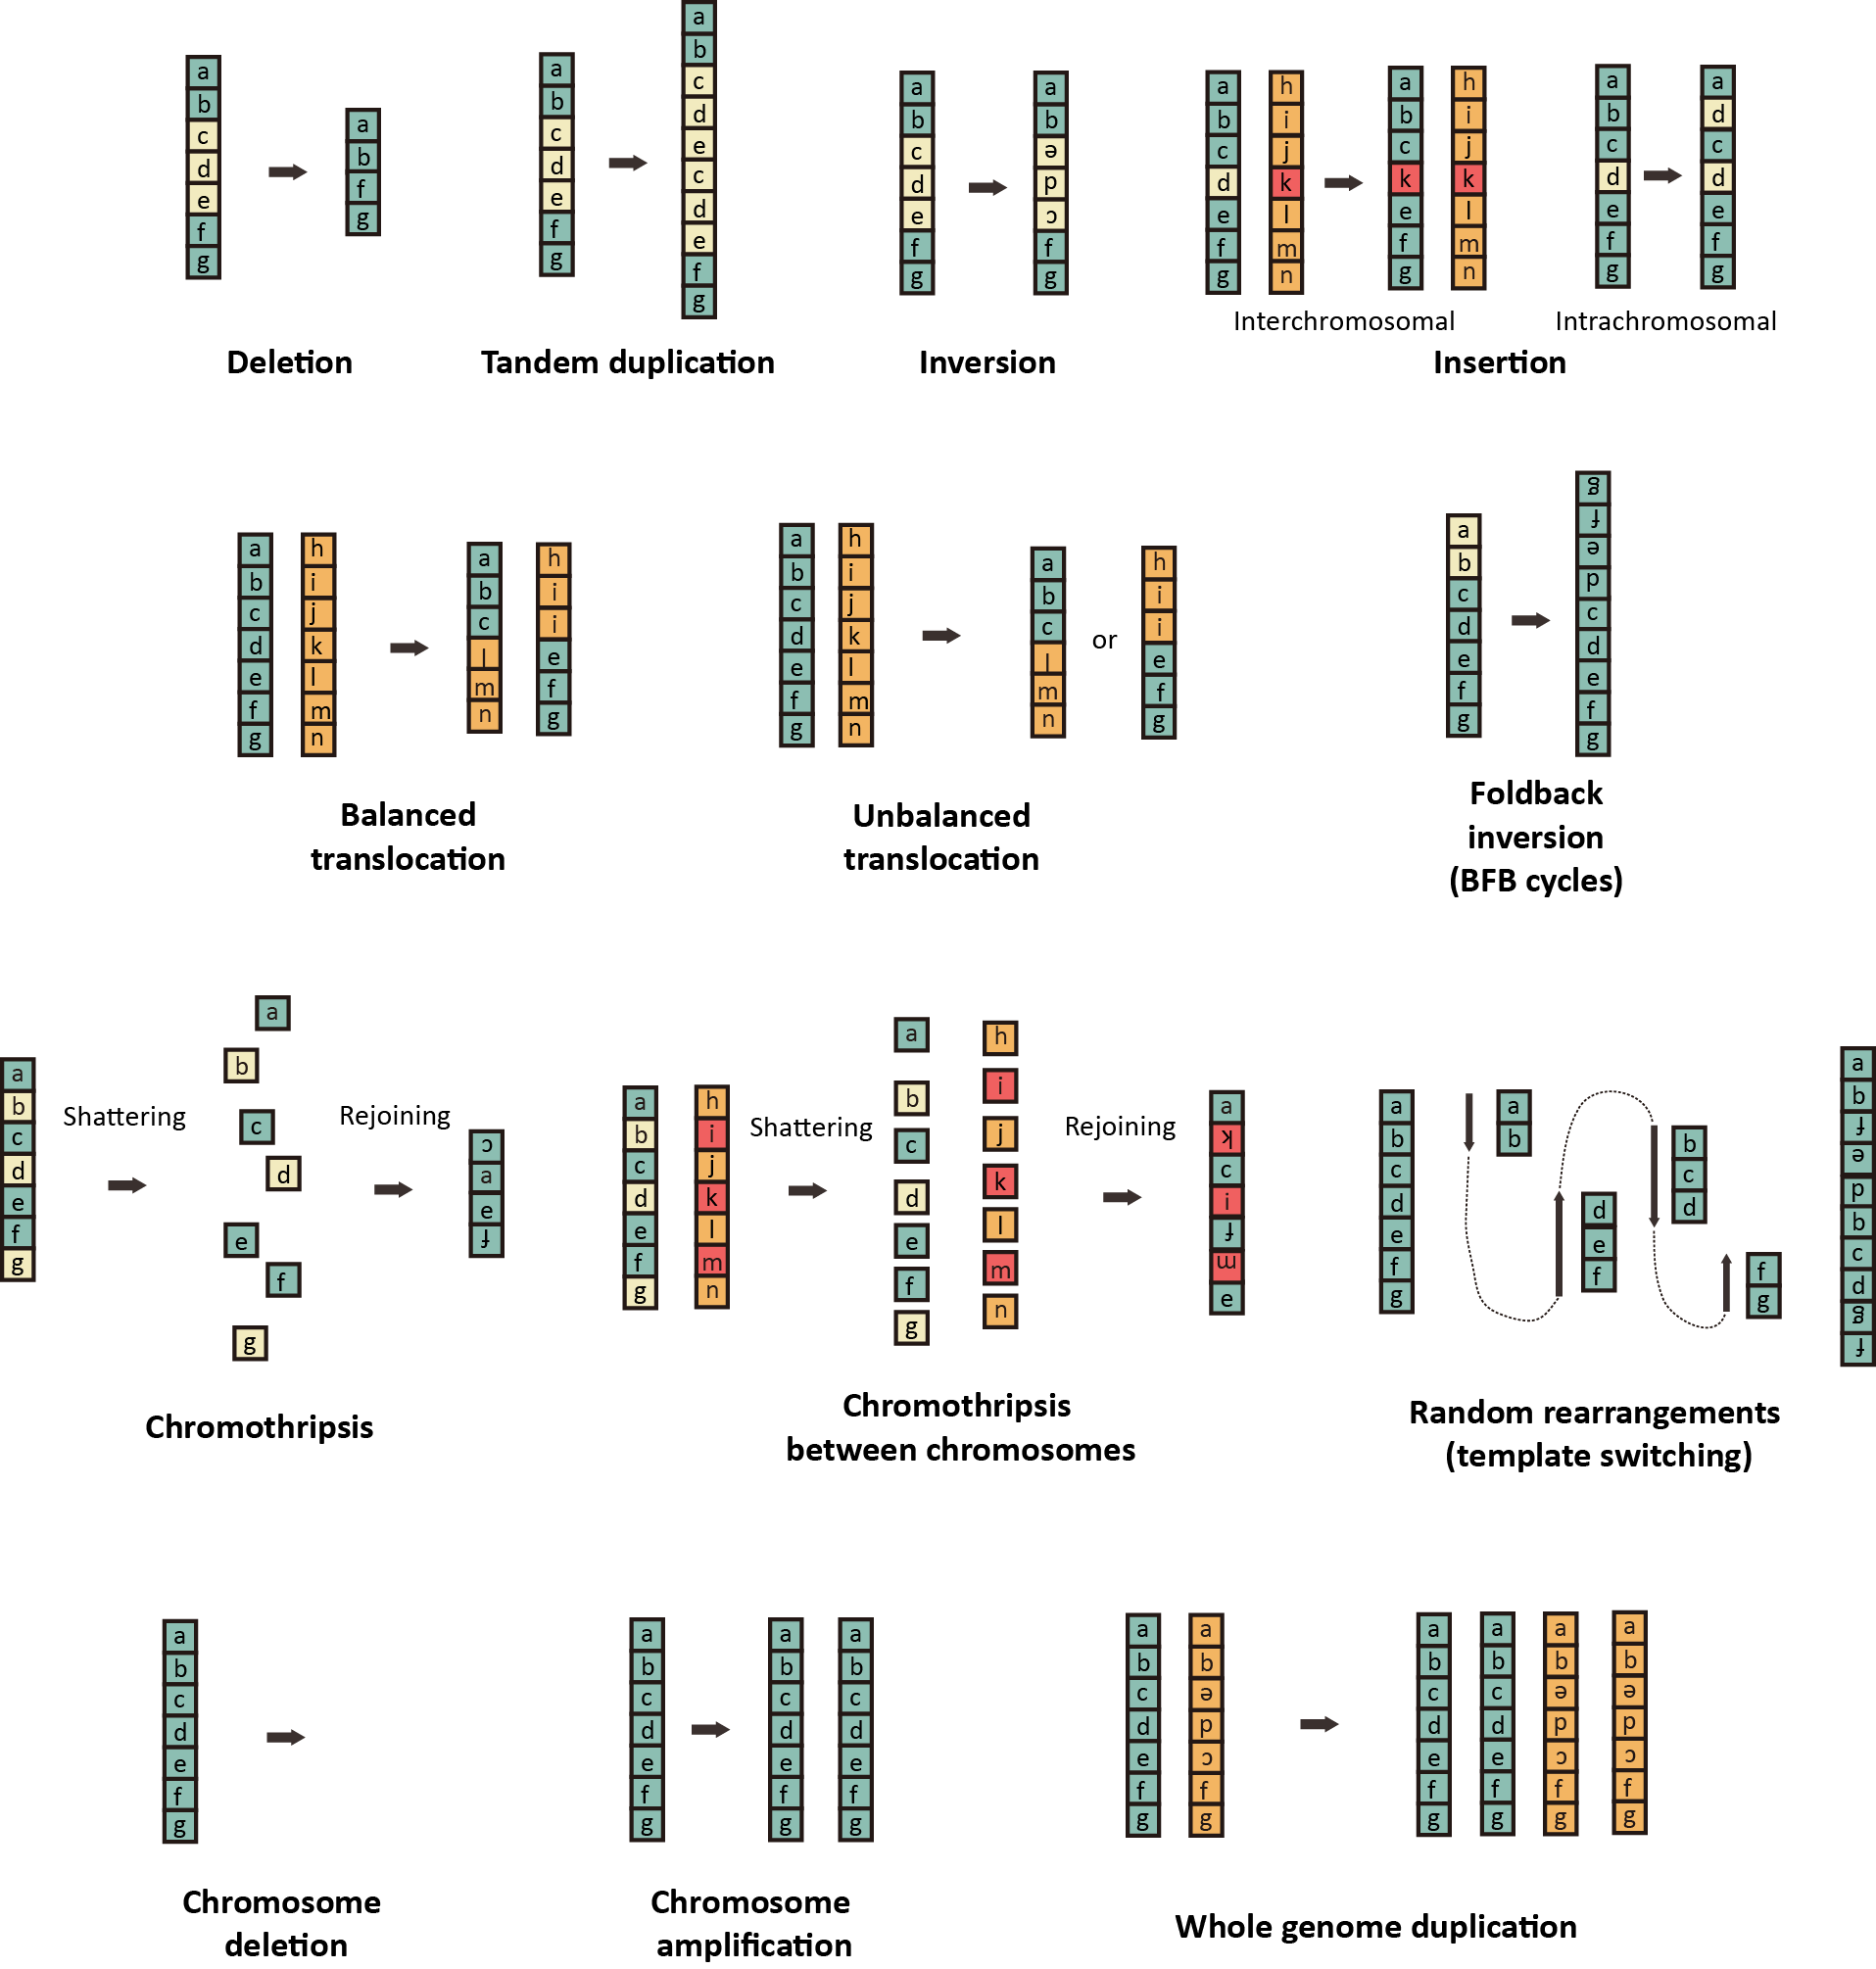 a b c d e f g
a b f g
Deletion
a b c d e f g
a b c d e c d e f g
Tandem duplication
a b c d e f g
a b ǝ p ɔ f g
Inversion
a b c d e f g
h i j k l m n
a b c k e f g
h i j k l m n
Interchromosomal
a b c d e f g
a d c d e f g
Intrachromosomal
Insertion
a b c d e f g
h i j k l m n
a b c l m n
h i i e f g
Balanced
translocation
a b c d e f g
h i j k l m n
a b c l m n
or
h i i e f g
Unbalanced
translocation
a b c d e f g
ƃ ɟ ǝ p c d e f g
Foldback
inversion
(BFB cycles)
a b c d e f g
Shattering
a b c d e f g
Rejoining
ɔ a e ɟ
Chromothripsis
a b c d e f g
h i j k l m n
Shattering
a b c d e f g
h i j k l m n
Rejoining
a ʞ c i ɟ ɯ e
Chromothripsis
between chromosomes
a b c d e f g
a b
d e f
b c d
f g
a b ɟ ǝ p b c d ƃ ɟ
Random rearrangements
(template switching)
a b c d e f g
Chromosome
deletion
a b c d e f g
a b c d e f g
a b c d e f g
Chromosome
amplification
a b c d e f g
a b ǝ p ɔ f g
a b c d e f g
a b c d e f g
a b ǝ p ɔ f g
a b ǝ p ɔ f g
Whole genome duplication